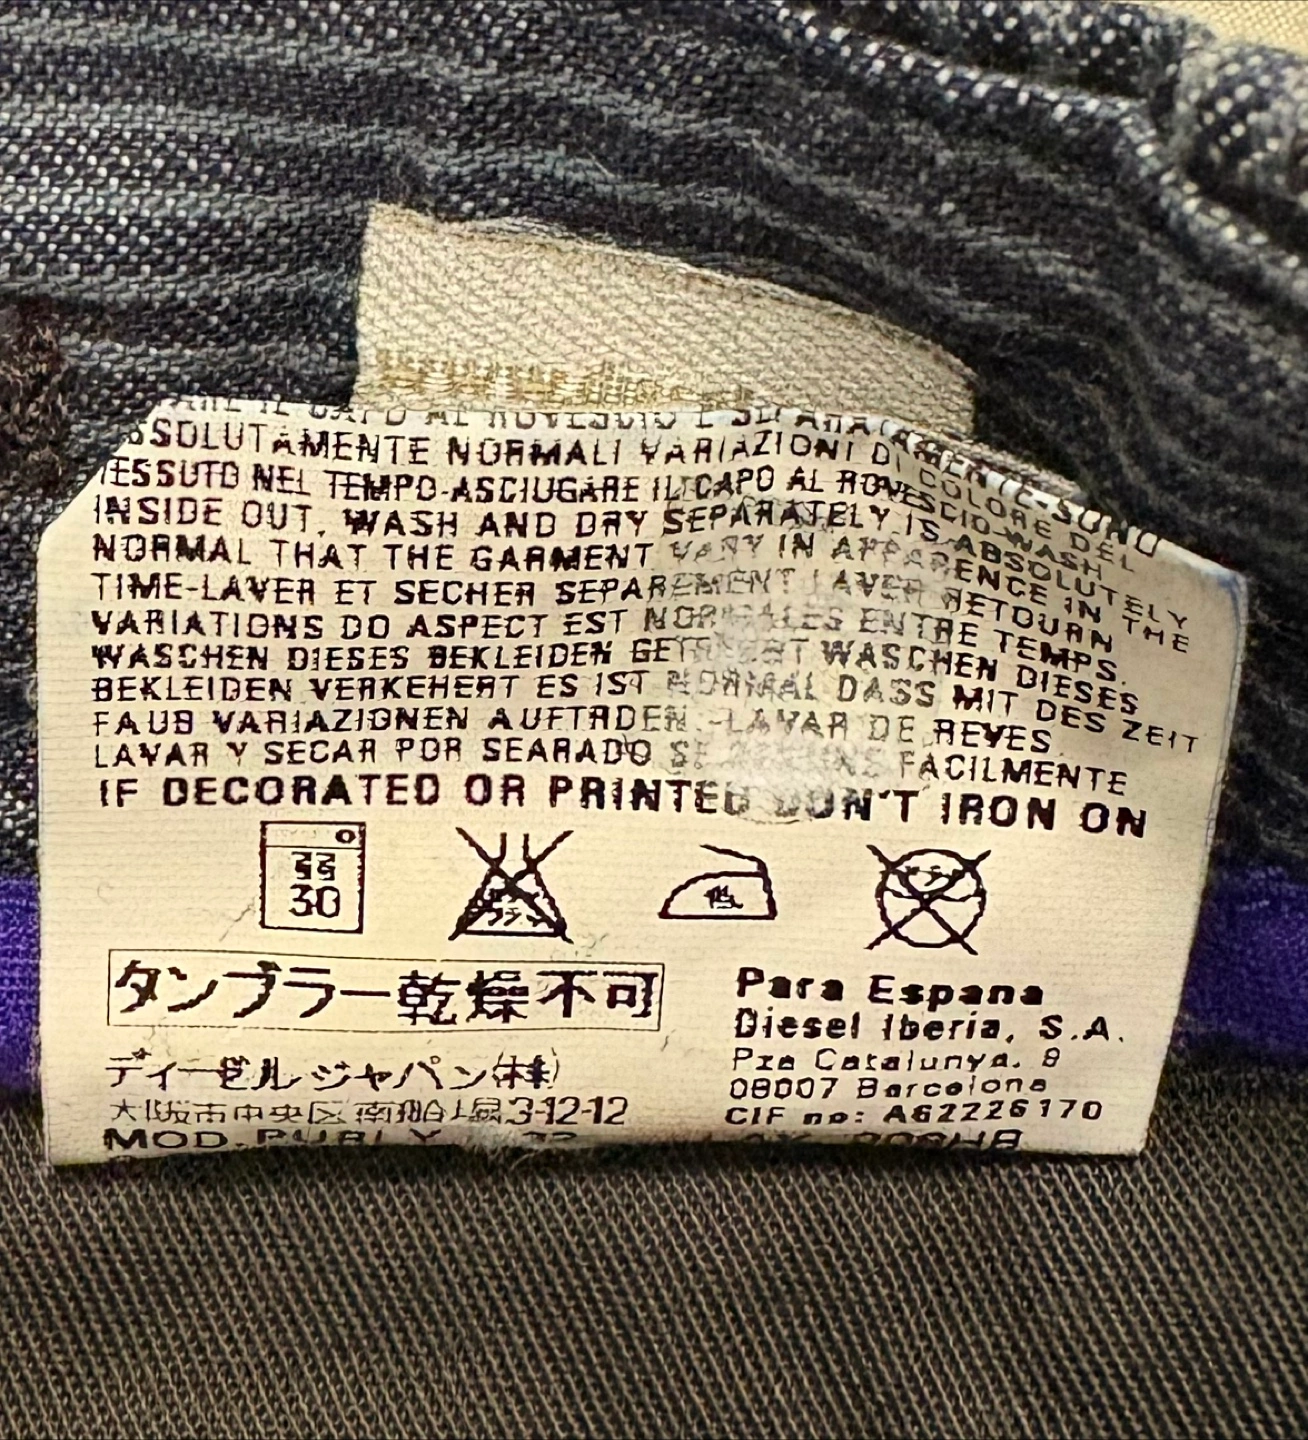 CAPO AL ROVESCIO E SEPARATAMENTE-SONO
ASSOLUTAMENTE NORMALI VARIAZIONI DI COLORE DEL
TESSUTO NEL TEMPO-ASCIUGARE IL CAPO AL ROVESCIO-WASH
INSIDE OUT, WASH AND DRY SEPARATELY IS ABSOLUTELY
NORMAL THAT THE GARMENT VARY IN APPARENCE IN THE
TIME-LAVER ET SECHER SEPAREMENT LAVER RETOURN
VARIATIONS DO ASPECT EST NORMALES ENTRE TEMPS.
WASCHEN DIESES BEKLEIDEN GETRENNT WASCHEN DIESES
BEKLEIDEN VERKEHERT ES IST NORMAL DASS MIT DES ZEIT
FAUB VARIAZIONEN AUFTRDEN -LAVAR DE REVES
LAVAR Y SECAR POR SEARADO FACILMENTE
IF DECORATED OR PRINTED DON'T IRON ON
弱
30
タンブラー乾燥不可
ディーゼルジャパン(株)
大阪市中央区南船場3-12-12
Para Espana
Diesel Iberia, S.A.
Pza Catalunya, 9
08007 Barcelona
CIF no: A62226170
MOD.